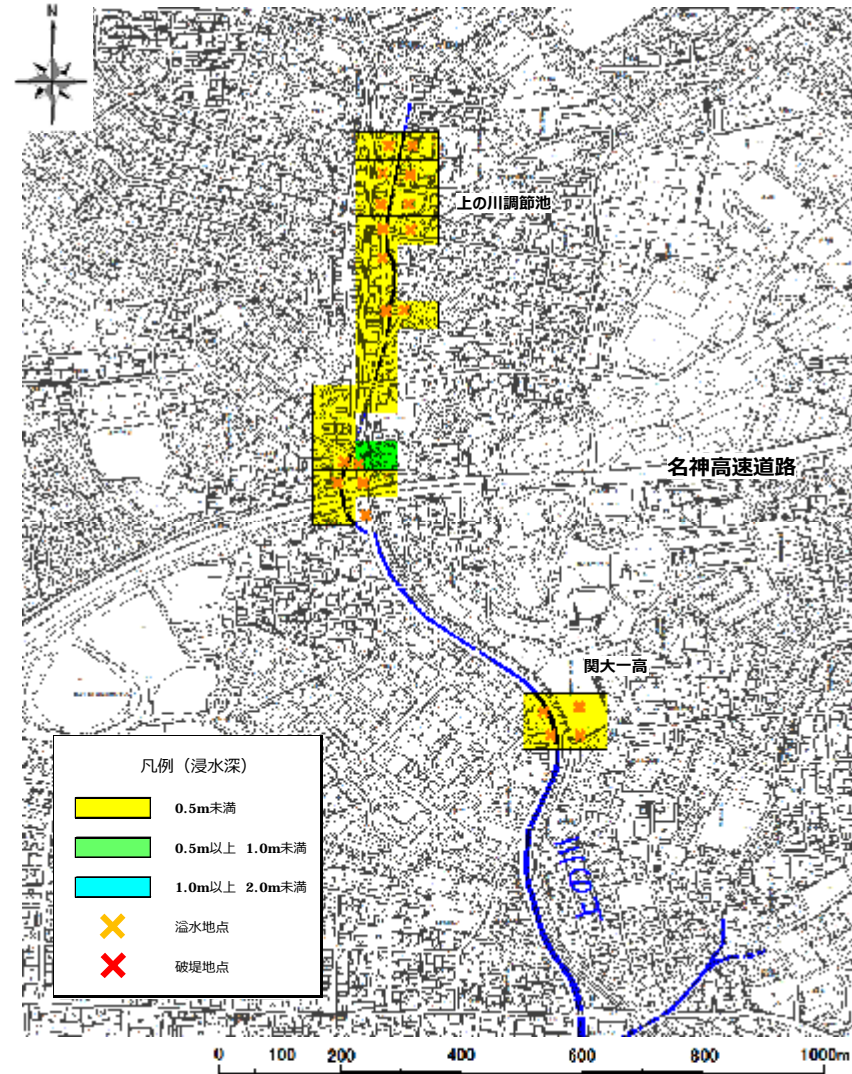 N
上の川調節池
名神高速道路
関大一高
凡例（浸水深）
0.5m未満
0.5m以上 1.0m未満
1.0m以上 2.0m未満
溢水地点
破堤地点
上の川
0 100 200 400 600 800 1000m